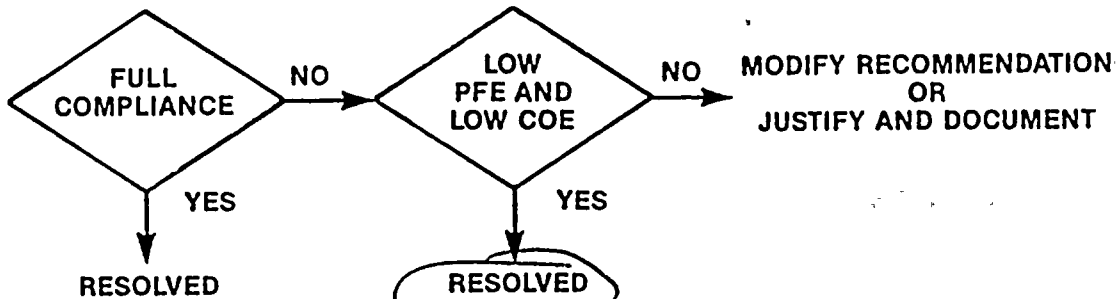 FULL
COMPLIANCE
NO
YES
RESOLVED
LOW
PFE AND
LOW COE
NO
YES
RESOLVED
MODIFY RECOMMENDATION
OR
JUSTIFY AND DOCUMENT